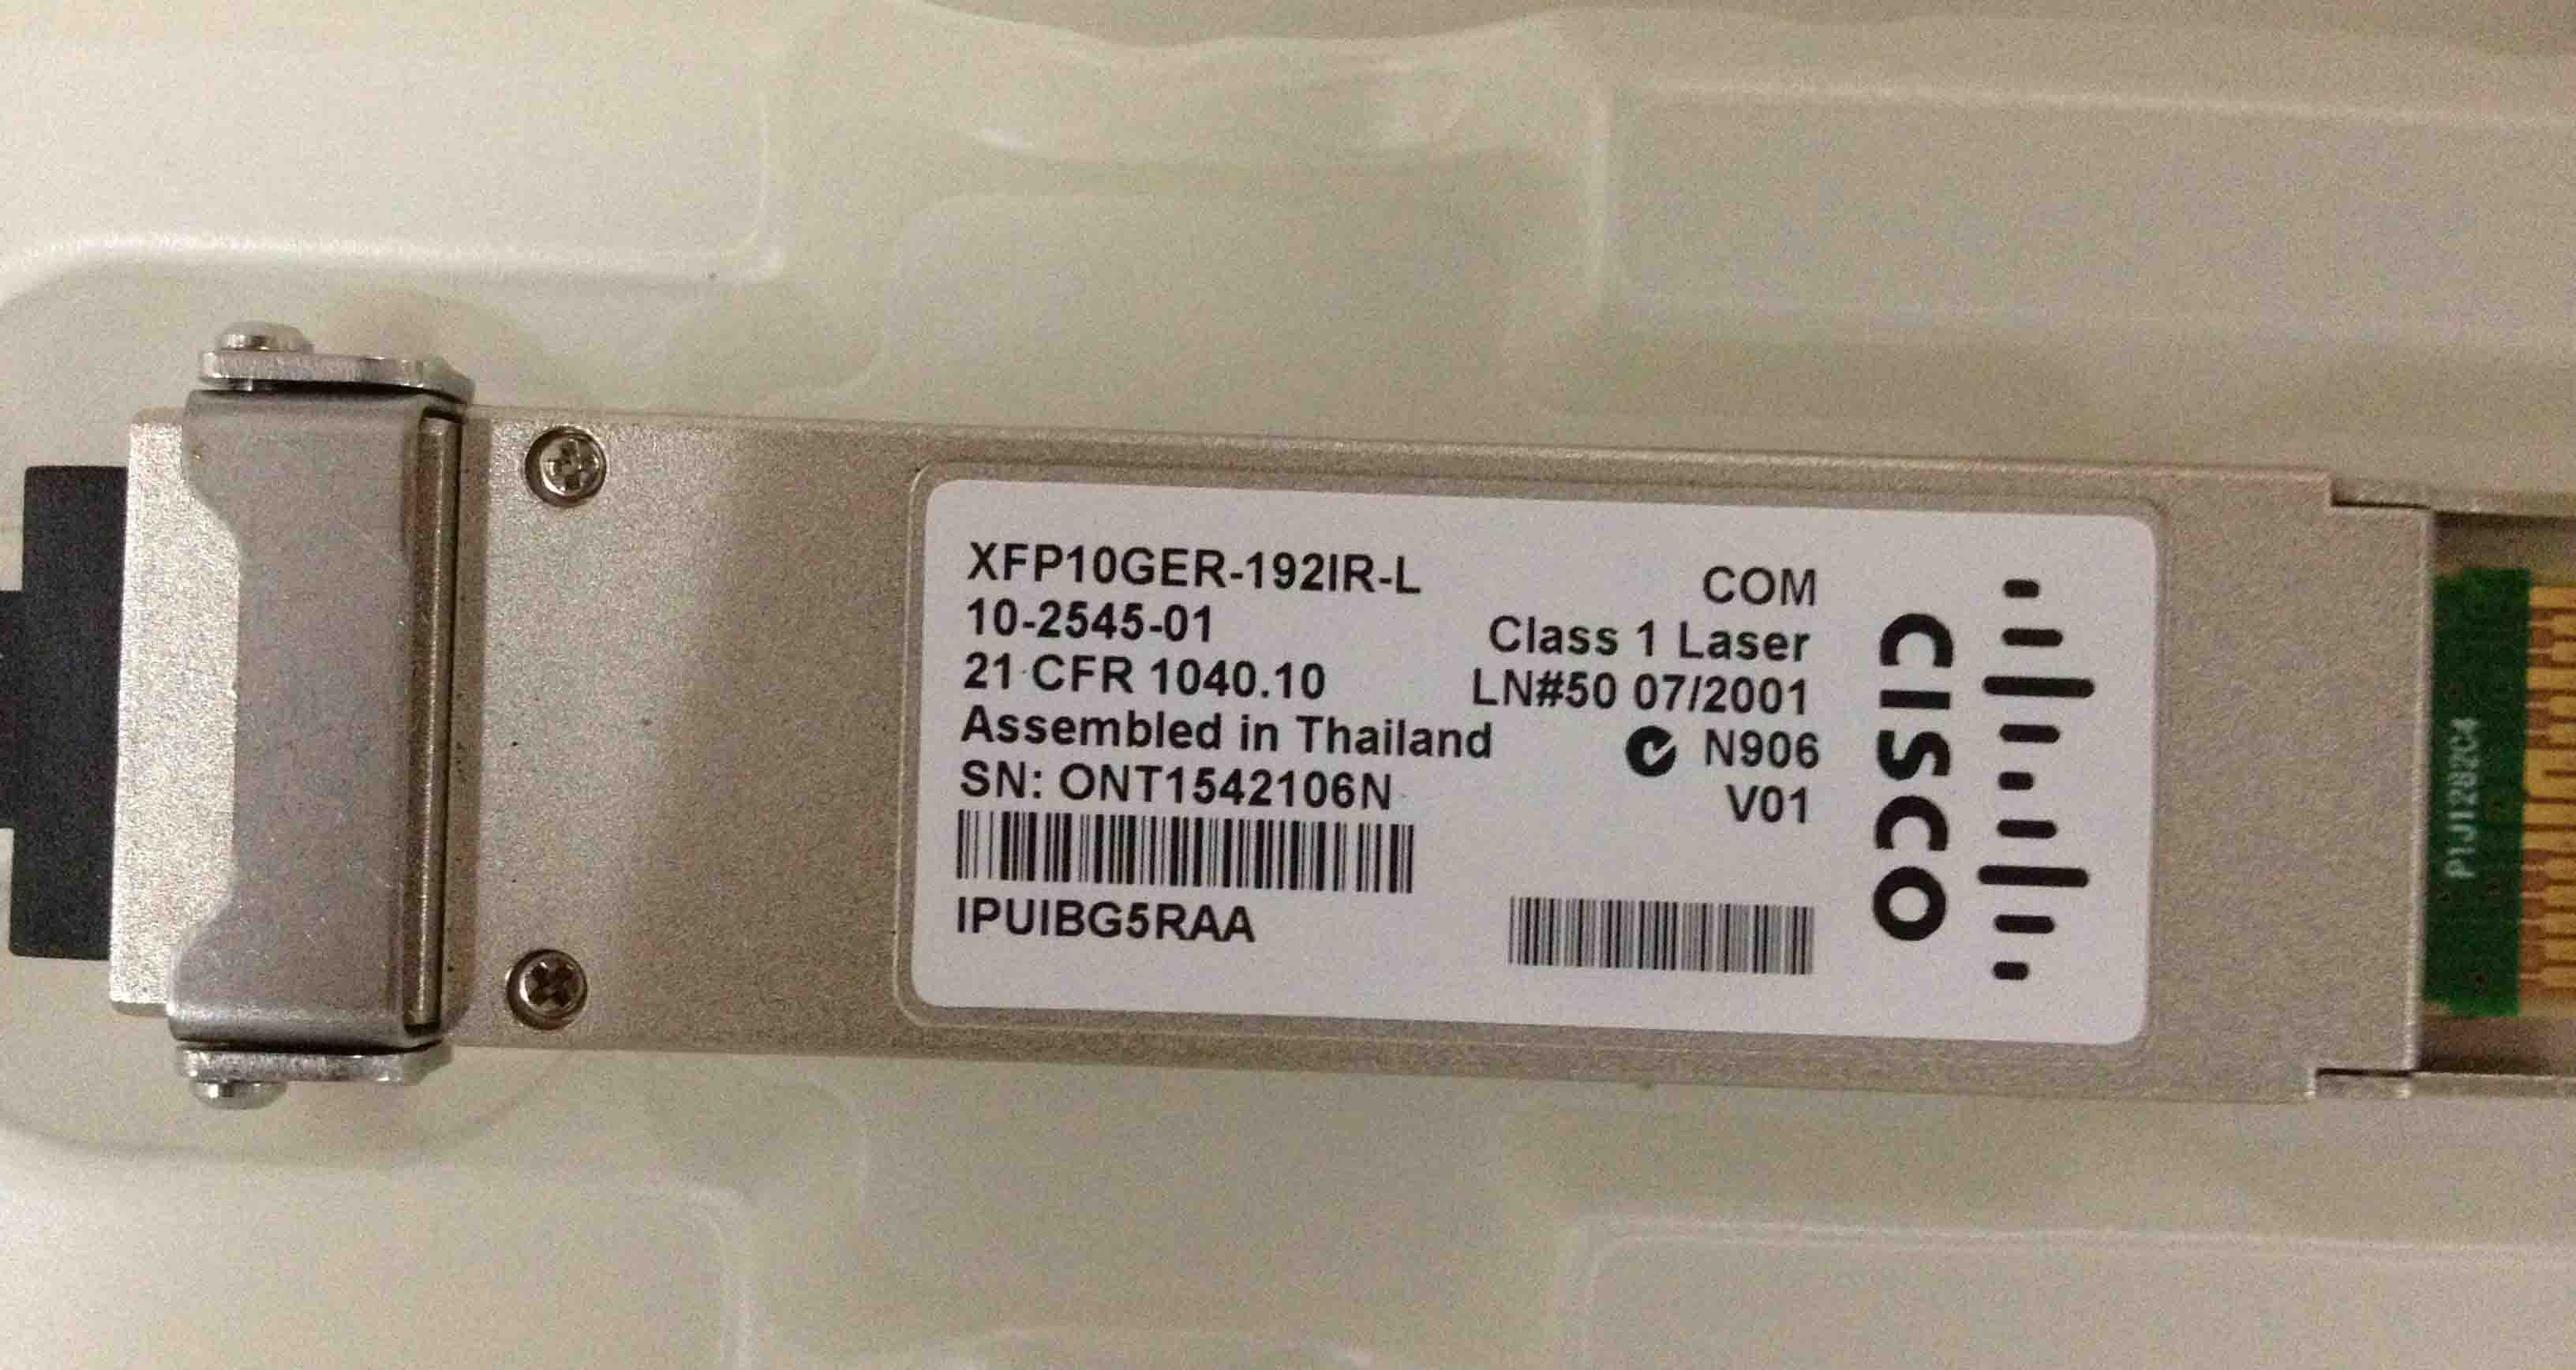 XFP10GER-192IR-L
10-2545-01
21 CFR 1040.10
Assembled in Thailand
SN: ONT1542106N
IPUIBG5RAA
COM
Class 1 Laser
LN#50 07/2001
N906
V01
CISCO
P1J1282C4